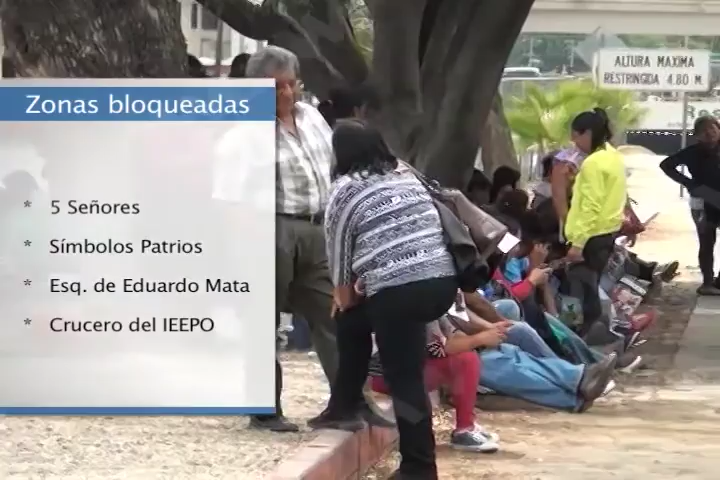 Zonas bloqueadas
* 5 Señores
* Símbolos Patrios
* Esq. de Eduardo Mata
* Crucero del IEEPO
ALTURA MAXIMA
RESTRINGIDA 4.80 M.